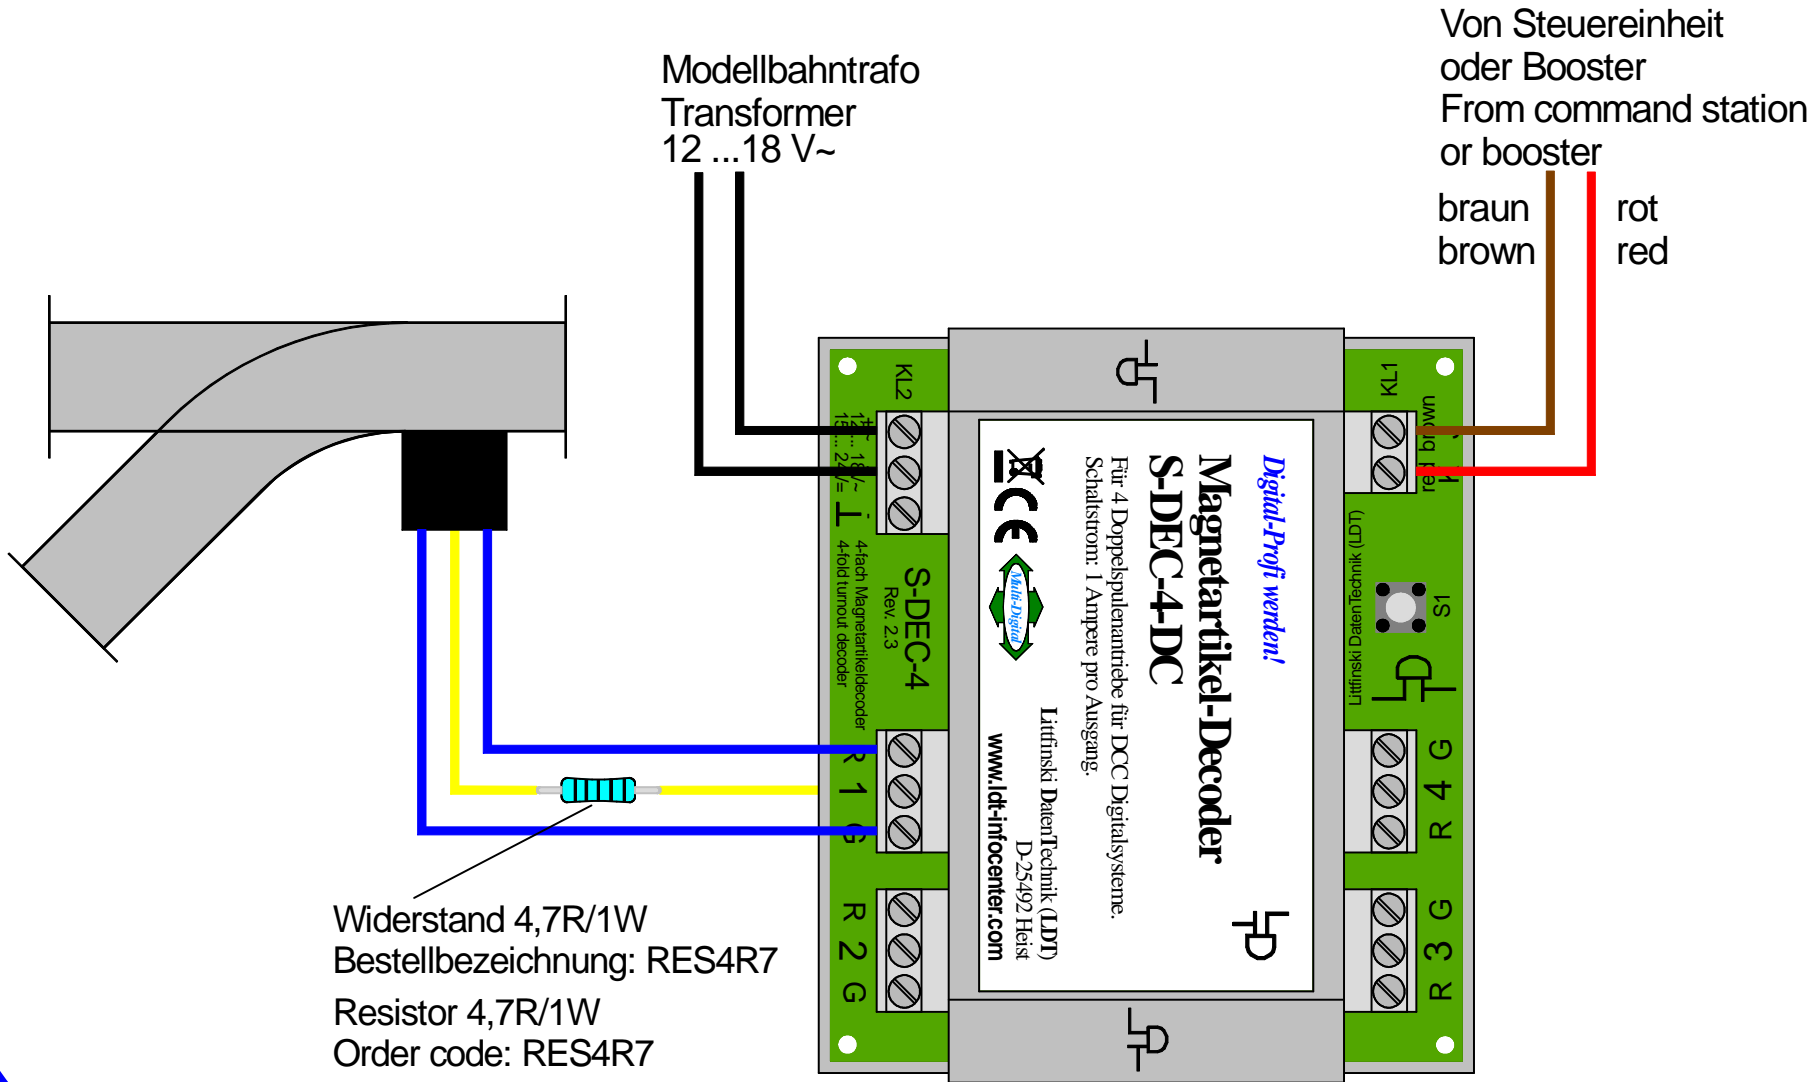 Modellbahntrafo
Transformer
12 ...18 V~
Von Steuereinheit
oder Booster
From command station
or booster
braun
brown
rot
red
KL2
4-fach Magnetartikeldecoder
4-fold turnout decoder
S-DEC-4
Rev. 2.3
R 1 G
R 2 G
Digital-Profi werden!
Magnetartikel-Decoder
S-DEC-4-DC
Für 4 Doppelspulenantriebe für DCC Digitalsysteme.
Schaltstrom: 1 Ampere pro Ausgang.
CE
Multi-Digital
Littfinski DatenTechnik (LDT)
D-25492 Heist
www.ldt-infocenter.com
KL1
red brown
Littfinski DatenTechnik (LDT)
S1
R 4 G
R 3 G
Widerstand 4,7R/1W
Bestellbezeichnung: RES4R7
Resistor 4,7R/1W
Order code: RES4R7